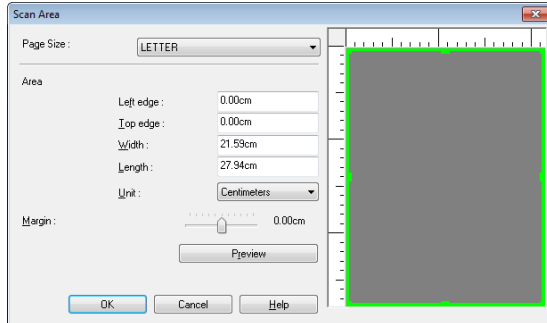 Scan Area
Page Size : LETTER
Area
Left edge : 0.00cm
Top edge : 0.00cm
Width : 21.59cm
Length : 27.94cm
Unit : Centimeters
Margin : 0.00cm
Preview
OK Cancel Help